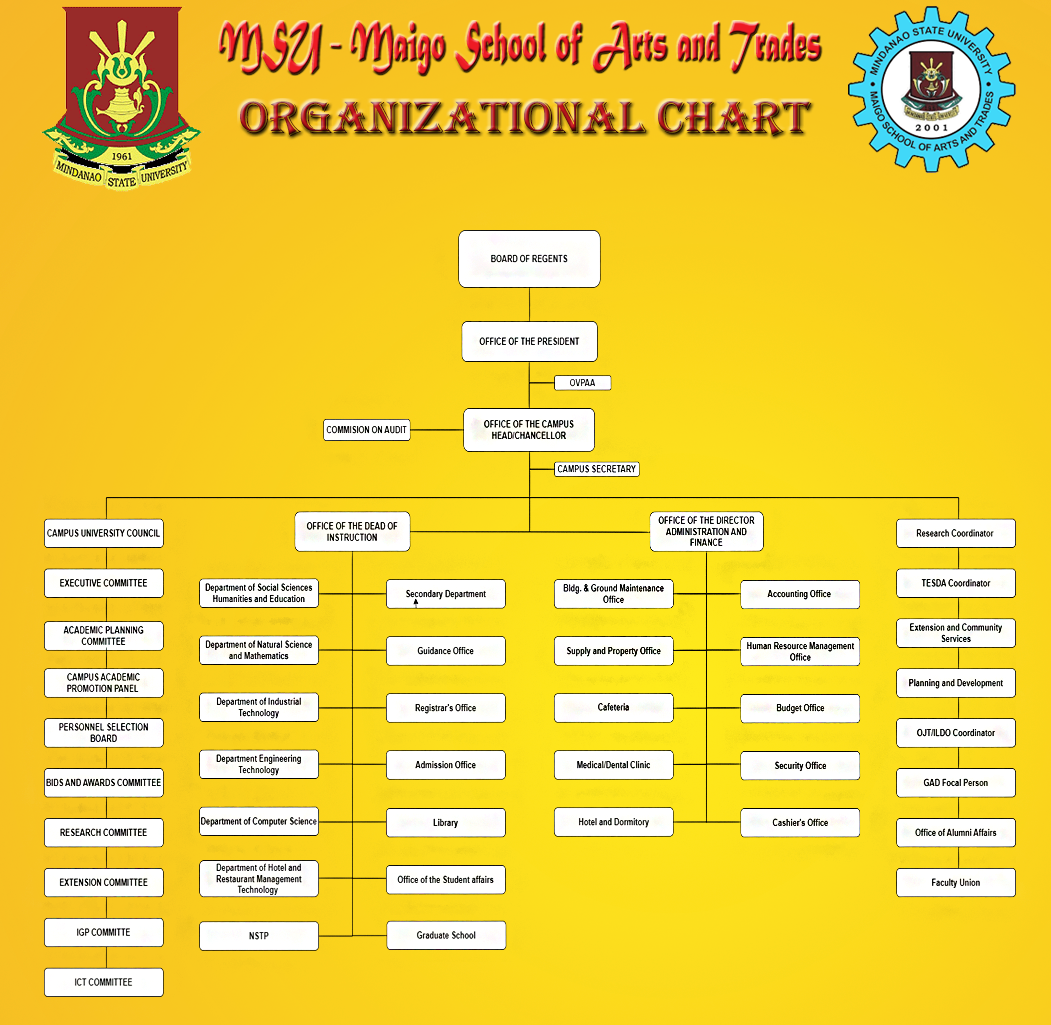 MSU - Maigo School of Arts and Trades
ORGANIZATIONAL CHART
1961
MINDANAO STATE UNIVERSITY
MINDANAO STATE UNIVERSITY
MAIGO SCHOOL OF ARTS AND TRADES
2001
BOARD OF REGENTS
OFFICE OF THE PRESIDENT
OVPAA
COMMISION ON AUDIT
OFFICE OF THE CAMPUS
HEAD/CHANCELLOR
CAMPUS SECRETARY
CAMPUS UNIVERSITY COUNCIL
EXECUTIVE COMMITTEE
ACADEMIC PLANNING
COMMITTEE
CAMPUS ACADEMIC
PROMOTION PANEL
PERSONNEL SELECTION
BOARD
BIDS AND AWARDS COMMITTEE
RESEARCH COMMITTEE
EXTENSION COMMITTEE
IGP COMMITTE
ICT COMMITTEE
OFFICE OF THE DEAD OF
INSTRUCTION
Department of Social Sciences
Humanities and Education
Department of Natural Science
and Mathematics
Department of Industrial
Technology
Department Engineering
Technology
Department of Computer Science
Department of Hotel and
Restaurant Management
Technology
NSTP
Secondary Department
Guidance Office
Registrar's Office
Admission Office
Library
Office of the Student affairs
Graduate School
OFFICE OF THE DIRECTOR
ADMINISTRATION AND
FINANCE
Bldg. & Ground Maintenance
Office
Supply and Property Office
Cafeteria
Medical/Dental Clinic
Hotel and Dormitory
Accounting Office
Human Resource Management
Office
Budget Office
Security Office
Cashier's Office
Research Coordinator
TESDA Coordinator
Extension and Community
Services
Planning and Development
OJT/ILDO Coordinator
GAD Focal Person
Office of Alumni Affairs
Faculty Union